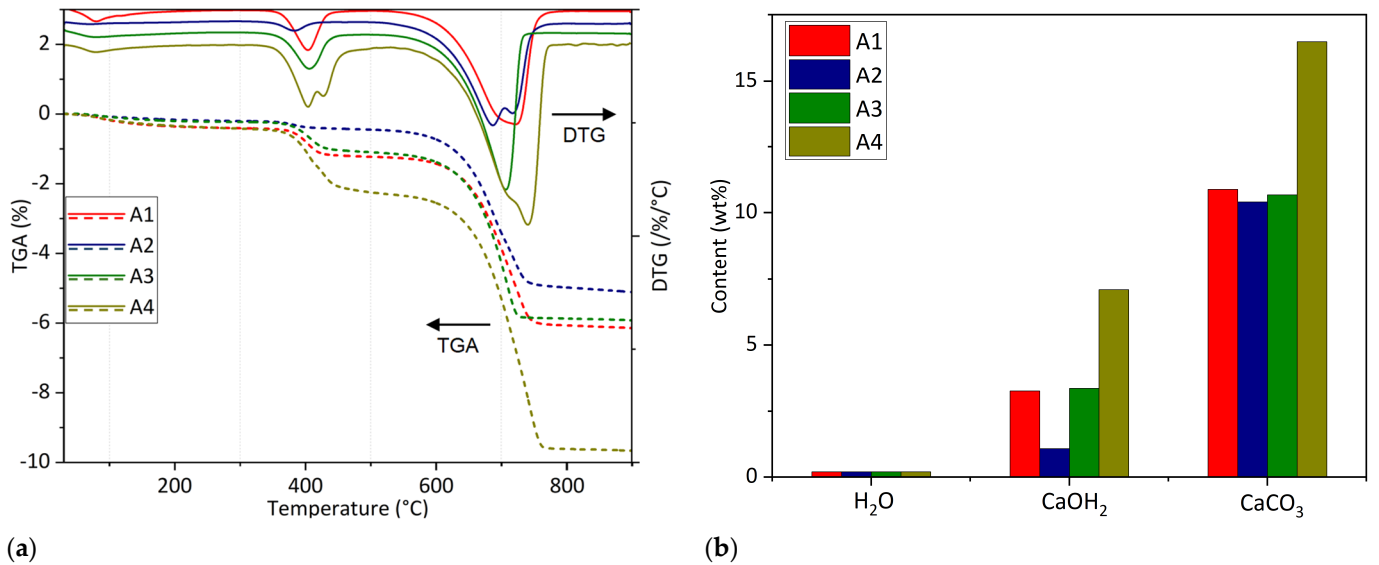 2
0
-2
-4
-6
-8
-10
TGA (%)
200
400
600
800
Temperature (°C)
DTG (/%/°C)
DTG
TGA
A1
A2
A3
A4
(a)
15
10
5
0
Content (wt%)
A1
A2
A3
A4
H₂O
CaOH₂
CaCO₃
(b)